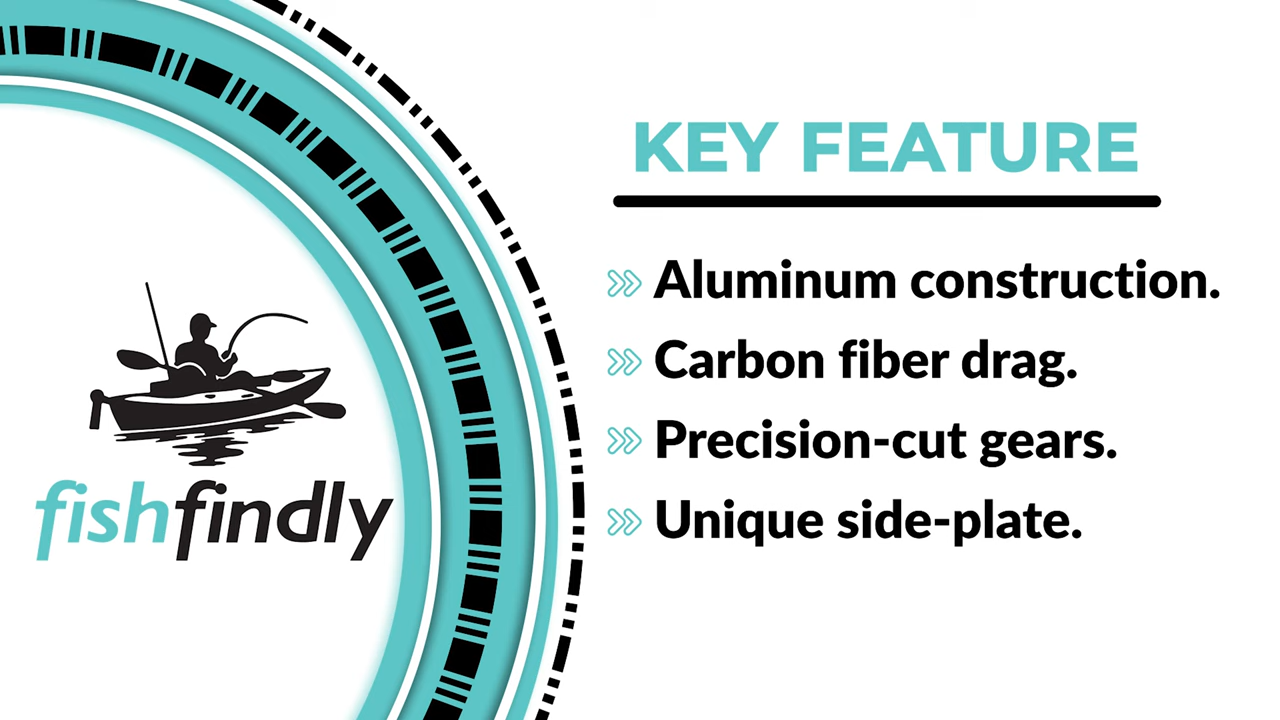 KEY FEATURE
Aluminum construction.
Carbon fiber drag.
Precision-cut gears.
Unique side-plate.
fishfindly